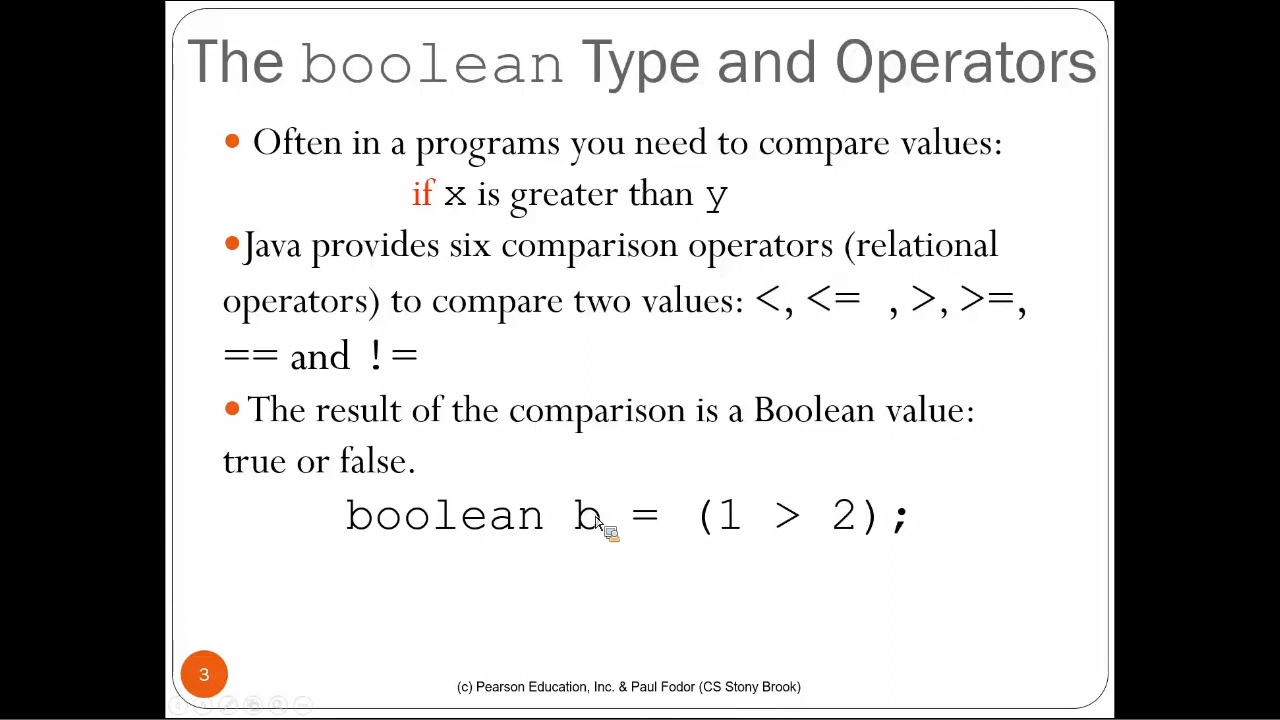 The boolean Type and Operators
• Often in a programs you need to compare values:
if x is greater than y
•Java provides six comparison operators (relational
operators) to compare two values: <, <= , >, >=,
== and !=
•The result of the comparison is a Boolean value:
true or false.
boolean b = (1 > 2);
3
(c) Pearson Education, Inc. & Paul Fodor (CS Stony Brook)